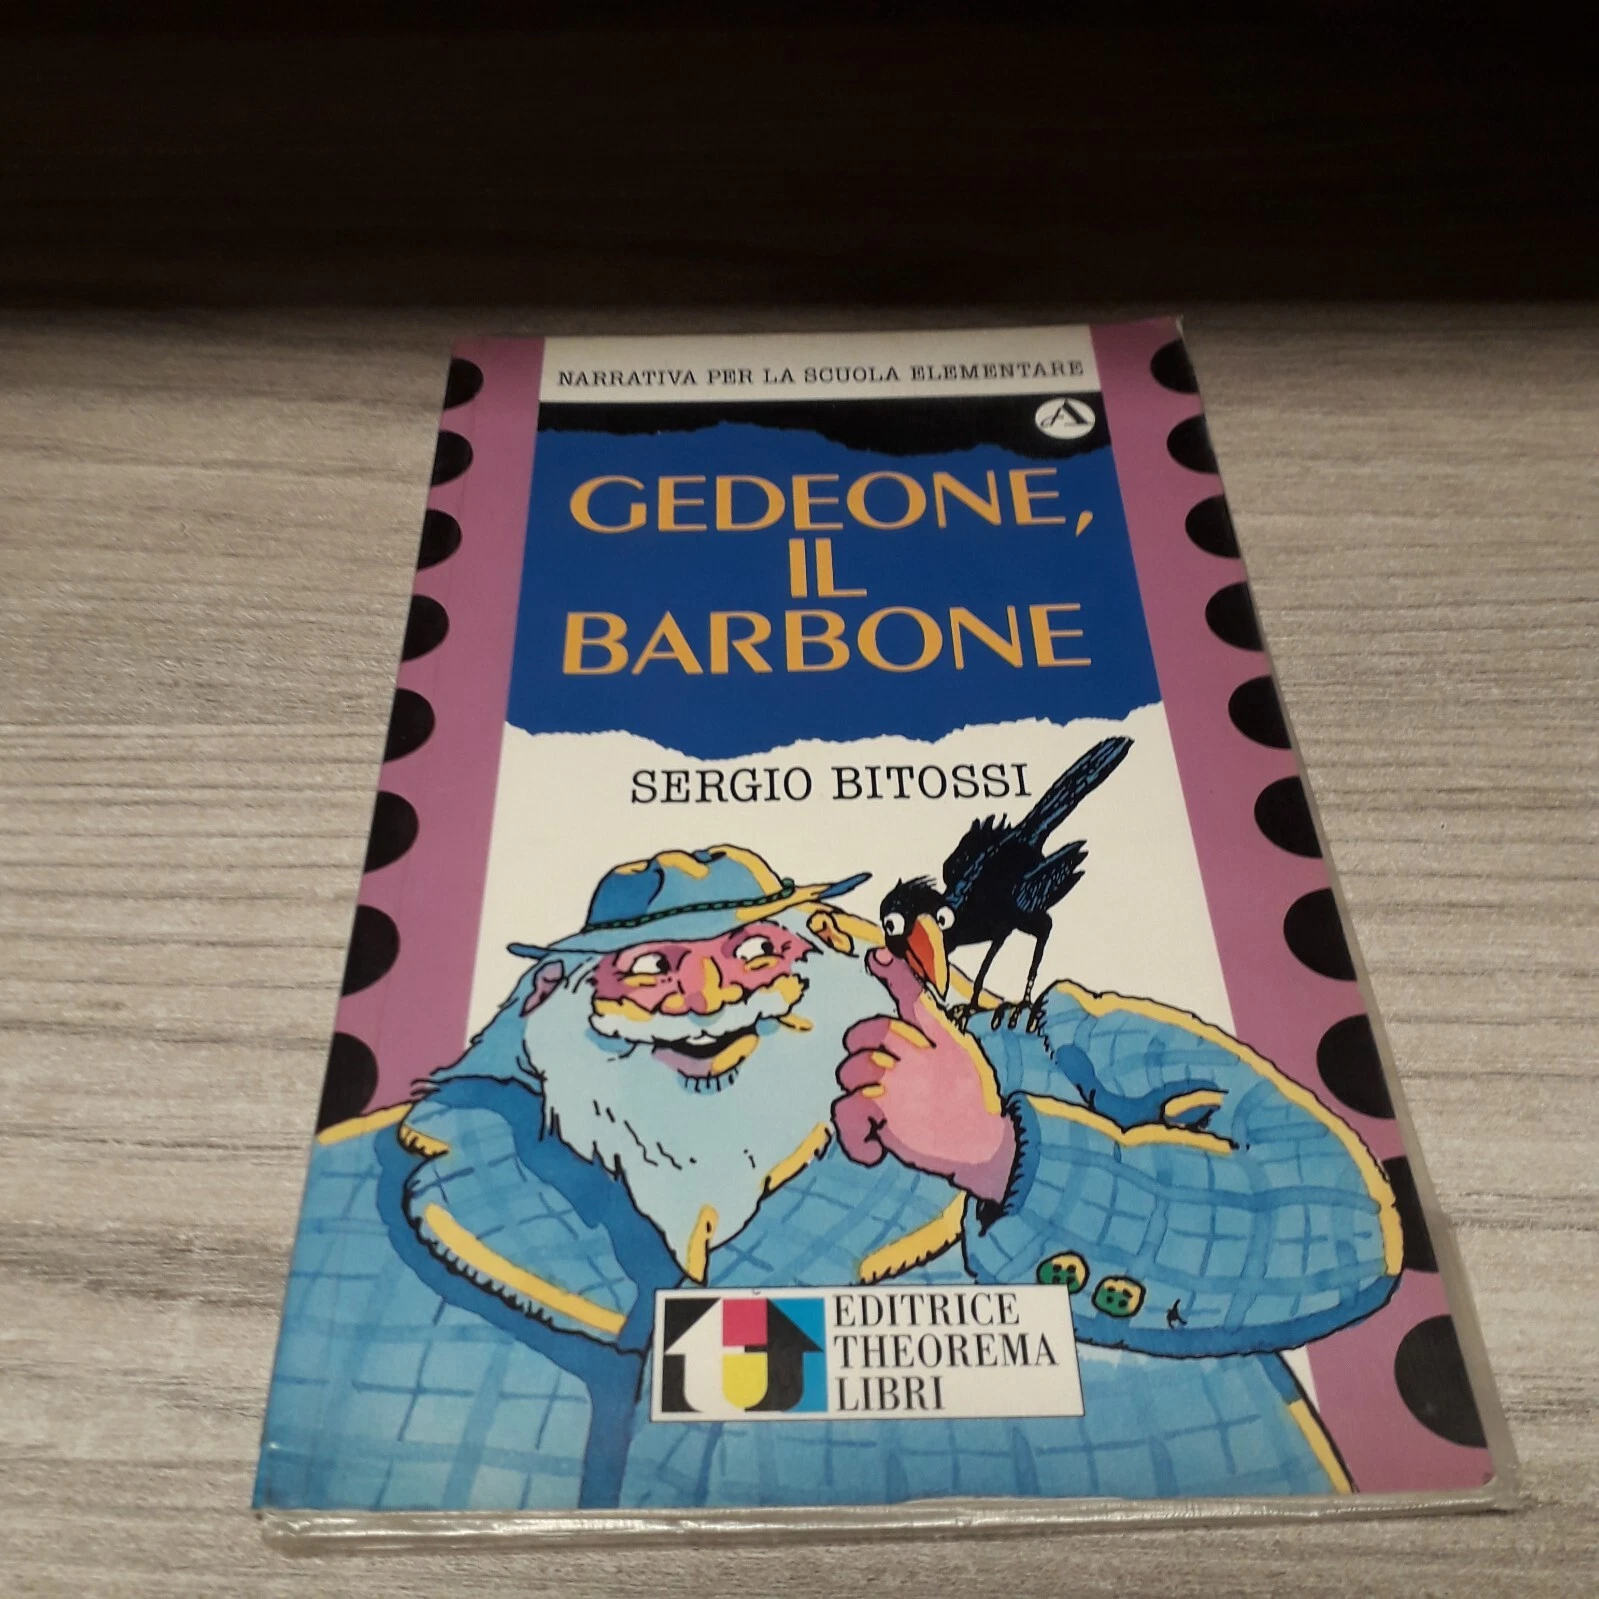 NARRATIVA PER LA SCUOLA ELEMENTARE
A
GEDEONE,
IL
BARBONE
SERGIO BITOSSI
EDITRICE
THEOREMA
LIBRI